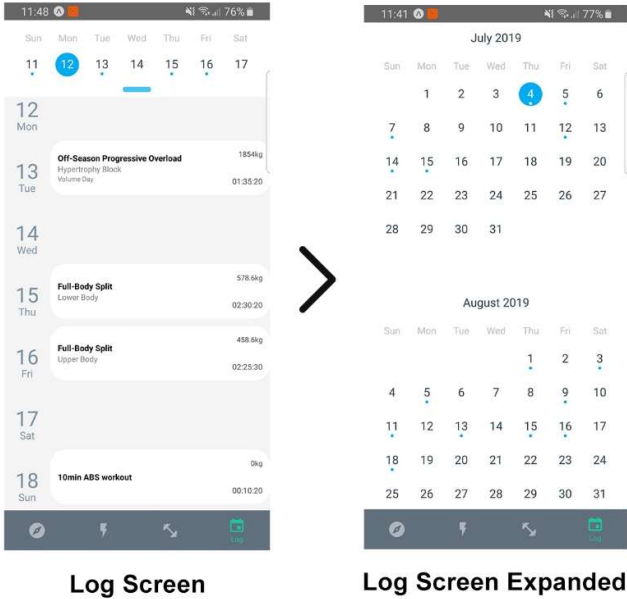 11:48 76%
Sun Mon Tue Wed Thu Fri Sat
11 12 13 14 15 16 17
12
Mon
13
Tue
Off-Season Progressive Overload 1854kg
Hypertrophy Block
Volume Day
01:35:20
14
Wed
15
Thu
Full-Body Split 578.6kg
Lower Body
02:30:20
16
Fri
Full-Body Split 458.6kg
Upper Body
02:25:30
17
Sat
18
Sun
10min ABS workout 0kg
00:10:20
Log
Log Screen
11:41 77%
July 2019
Sun Mon Tue Wed Thu Fri Sat
1 2 3 4 5 6
7 8 9 10 11 12 13
14 15 16 17 18 19 20
21 22 23 24 25 26 27
28 29 30 31
August 2019
Sun Mon Tue Wed Thu Fri Sat
1 2 3
4 5 6 7 8 9 10
11 12 13 14 15 16 17
18 19 20 21 22 23 24
25 26 27 28 29 30 31
Log
Log Screen Expanded